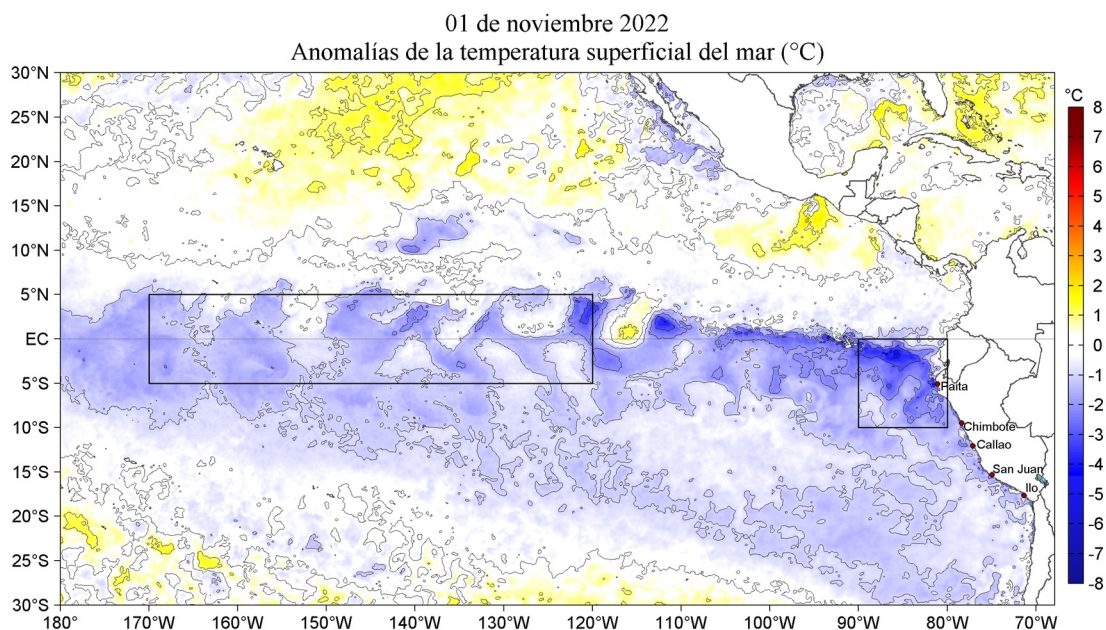 01 de noviembre 2022
Anomalías de la temperatura superficial del mar (°C)
30°N
25°N
20°N
15°N
10°N
5°N
EC
5°S
10°S
15°S
20°S
25°S
30°S
180
170°W
160°W
150°W
140°W
130°W
120°W
110°W
100°W
90°W
80°W
70°W
Paita
Chimbote
Callao
San Juan
Ilo
°C
8
7
6
5
4
3
2
1
0
-1
-2
-3
-4
-5
-6
-7
-8